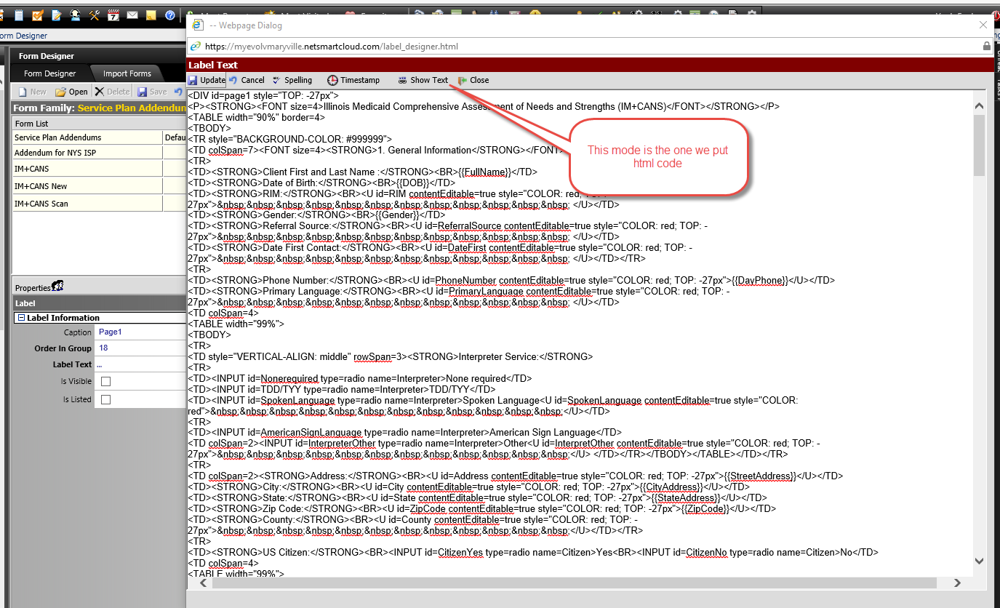 orm Designer
-- Webpage Dialog
https://myevolvmaryville.netsmartcloud.com/label_designer.html
Form Designer
Form Designer
Import Forms
New
Open
Delete
Save
Form Family: Service Plan Addendum
Form List
Service Plan Addendums
Defau
Addendum for NYS ISP
IM+CANS
IM+CANS New
IM+CANS Scan
Properties
Label
Label Information
Caption
Page1
Order In Group
18
Label Text
...
Is Visible
Is Listed
Label Text
Update
Cancel
Spelling
Timestamp
Show Text
Close
<DIV id=page1 style="TOP: -27px">
<P><STRONG><FONT size=4>Illinois Medicaid Comprehensive Assessment of Needs and Strengths (IM+CANS)</FONT></STRONG></P>
<TABLE width="90%" border=4>
<TBODY>
<TR style="BACKGROUND-COLOR: #999999">
<TD colSpan=7><FONT size=4><STRONG>1. General Information</STRONG></FONT>
<TR>
<TD><STRONG>Client First and Last Name :</STRONG><BR>{{FullName}}</TD>
<TD><STRONG>Date of Birth:</STRONG><BR>{{DOB}}</TD>
<TD><STRONG>RIM:</STRONG><BR><U id=RIM contentEditable=true style="COLOR: red; TOP: -
27px">&nbsp;&nbsp;&nbsp;&nbsp;&nbsp;&nbsp;&nbsp;&nbsp;&nbsp;&nbsp;&nbsp;&nbsp; </U></TD>
<TD><STRONG>Gender:</STRONG><BR>{{Gender}}</TD>
<TD><STRONG>Referral Source:</STRONG><BR><U id=ReferralSource contentEditable=true style="COLOR: red; TOP: -
27px">&nbsp;&nbsp;&nbsp;&nbsp;&nbsp;&nbsp;&nbsp;&nbsp;&nbsp;&nbsp;&nbsp;&nbsp; </U></TD>
<TD><STRONG>Date First Contact:</STRONG><BR><U id=DateFirst contentEditable=true style="COLOR: red; TOP: -
27px">&nbsp;&nbsp;&nbsp;&nbsp;&nbsp;&nbsp;&nbsp;&nbsp;&nbsp;&nbsp;&nbsp;&nbsp; </U></TD></TR>
<TR>
<TD><STRONG>Phone Number:</STRONG><BR><U id=PhoneNumber contentEditable=true style="COLOR: red; TOP: -27px">{{DayPhone}}</U></TD>
<TD><STRONG>Primary Language:</STRONG><BR><U id=PrimaryLanguage contentEditable=true style="COLOR: red; TOP: -
27px">&nbsp;&nbsp;&nbsp;&nbsp;&nbsp;&nbsp;&nbsp;&nbsp;&nbsp;&nbsp;&nbsp;&nbsp; </U></TD>
<TD colSpan=4>
<TABLE width="99%">
<TBODY>
<TR>
<TD style="VERTICAL-ALIGN: middle" rowSpan=3><STRONG>Interpreter Service:</STRONG>
<TR>
<TD><INPUT id=Nonerequired type=radio name=Interpreter>None required</TD>
<TD><INPUT id=TDD/TYY type=radio name=Interpreter>TDD/TYY</TD>
<TD><INPUT id=SpokenLanguage type=radio name=Interpreter>Spoken Language<U id=SpokenLanguage contentEditable=true style="COLOR:
red">&nbsp;&nbsp;&nbsp;&nbsp;&nbsp;&nbsp;&nbsp;&nbsp;&nbsp;&nbsp;&nbsp;&nbsp;</U></TD>
<TR>
<TD><INPUT id=AmericanSignLanguage type=radio name=Interpreter>American Sign Language</TD>
<TD colSpan=2><INPUT id=InterpreterOther type=radio name=Interpreter>Other<U id=InterpretOther contentEditable=true style="COLOR: red; TOP: -
27px">&nbsp;&nbsp;&nbsp;&nbsp;&nbsp;&nbsp;&nbsp;&nbsp;&nbsp;&nbsp;&nbsp;&nbsp;</U> </TD></TR></TBODY></TABLE></TD></TR>
<TR>
<TD colSpan=2><STRONG>Address:</STRONG><BR><U id=Address contentEditable=true style="COLOR: red; TOP: -27px">{{StreetAddress}}</U></TD>
<TD><STRONG>City:</STRONG><BR><U id=City contentEditable=true style="COLOR: red; TOP: -27px">{{CityAddress}}</U></TD>
<TD><STRONG>State:</STRONG><BR><U id=State contentEditable=true style="COLOR: red; TOP: -27px">{{StateAddress}}</U></TD>
<TD><STRONG>Zip Code:</STRONG><BR><U id=ZipCode contentEditable=true style="COLOR: red; TOP: -27px">{{ZipCode}}</U></TD>
<TD><STRONG>County:</STRONG><BR><U id=County contentEditable=true style="COLOR: red; TOP: -
27px">&nbsp;&nbsp;&nbsp;&nbsp;&nbsp;&nbsp;&nbsp;&nbsp;&nbsp;&nbsp;&nbsp;&nbsp;</U></TD></TR>
<TR>
<TD><STRONG>US Citizen:</STRONG><BR><INPUT id=CitizenYes type=radio name=Citizen>Yes<BR><INPUT id=CitizenNo type=radio name=Citizen>No</TD>
<TD colSpan=4>
<TABLE width="99%">
This mode is the one we put
html code